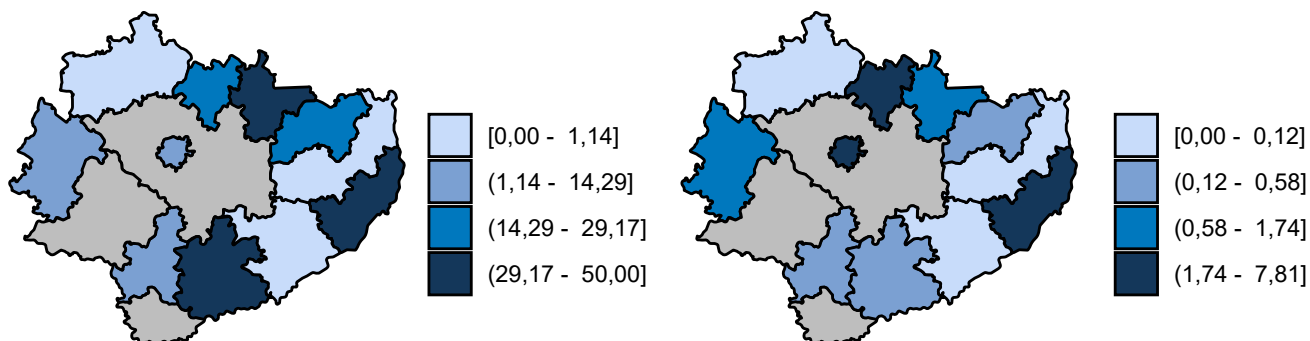 [0,00 - 1,14]
(1,14 - 14,29]
(14,29 - 29,17]
(29,17 - 50,00]
[0,00 - 0,12]
(0,12 - 0,58]
(0,58 - 1,74]
(1,74 - 7,81]